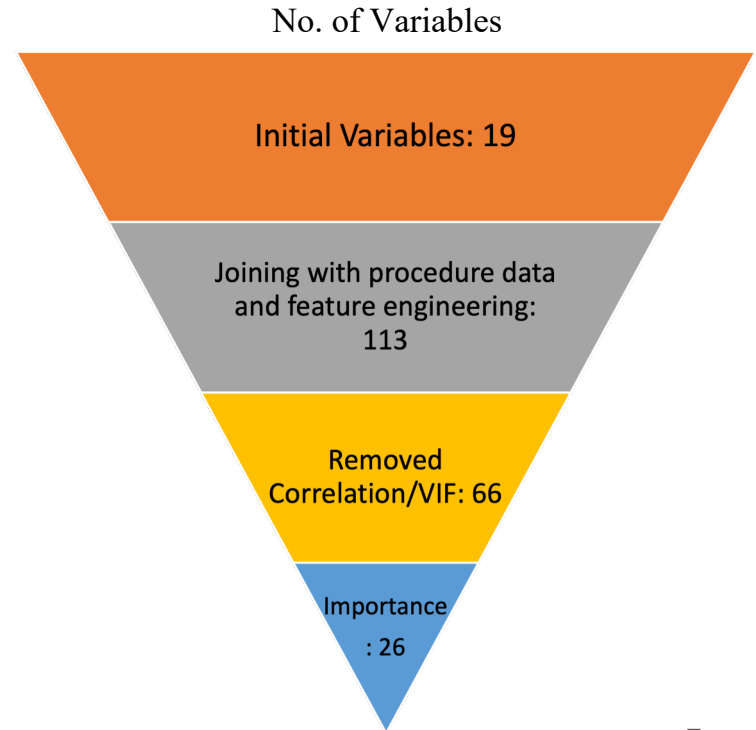 No. of Variables
Initial Variables: 19
Joining with procedure data
and feature engineering:
113
Removed
Correlation/VIF: 66
Importance
: 26